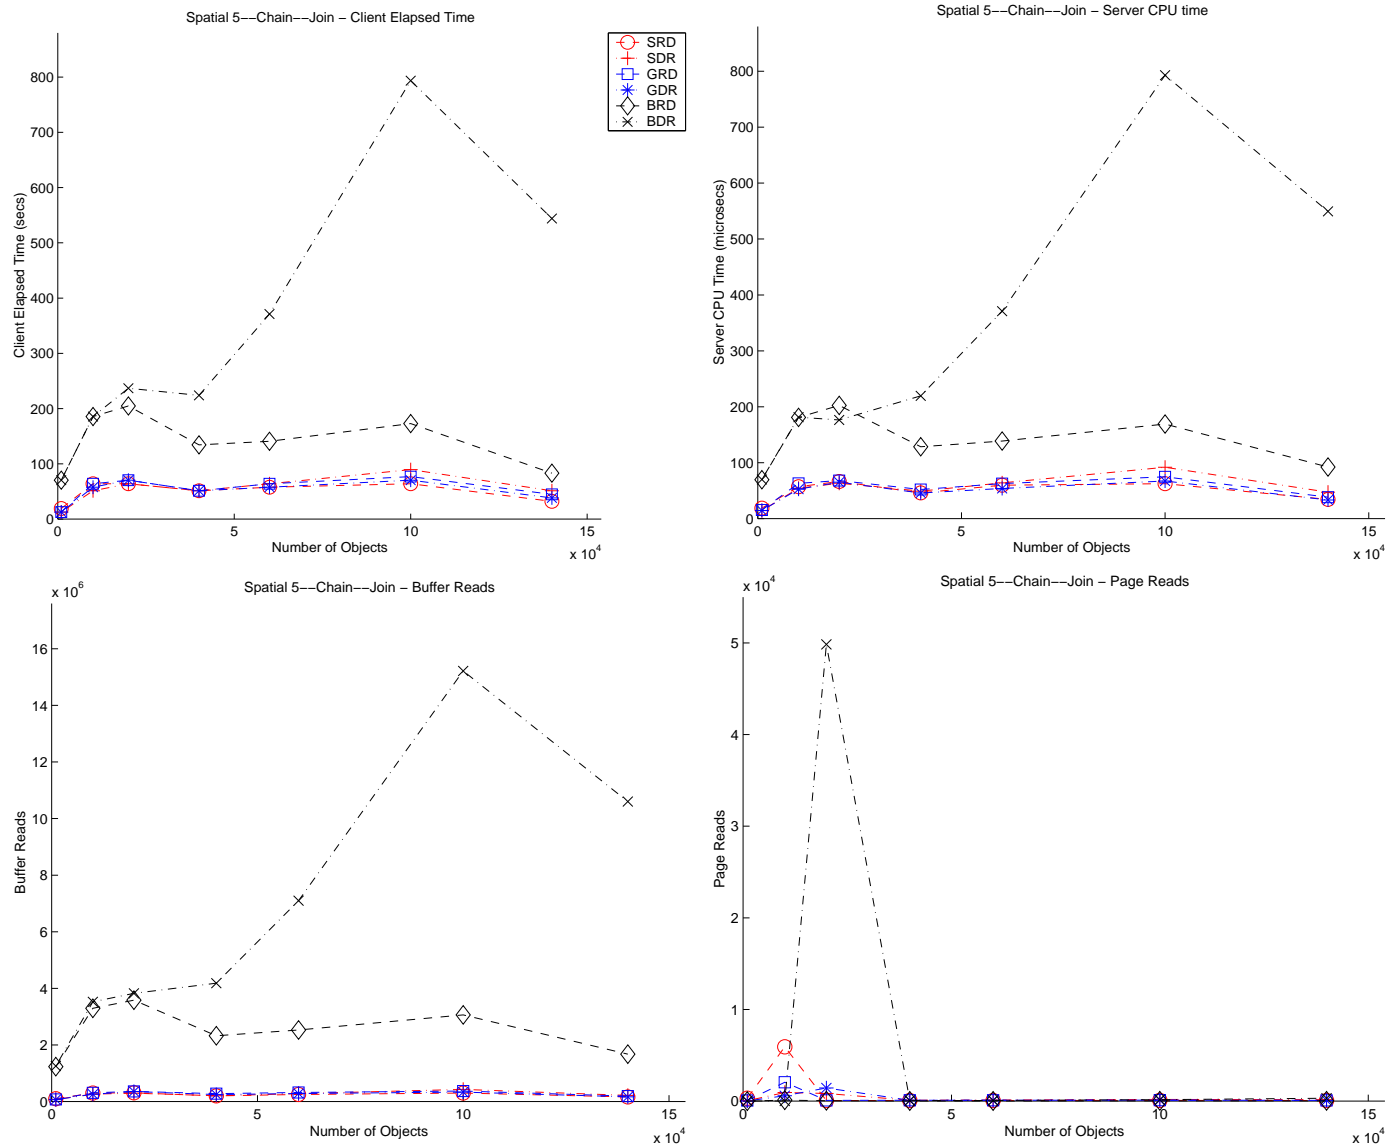 Spatial 5−−Chain−−Join − Client Elapsed Time
800
700
600
500
400
300
200
100
0
0
5
10
15
x 10^4
Number of Objects
Client Elapsed Time (secs)
SRD
SDR
GRD
GDR
BRD
BDR
Spatial 5−−Chain−−Join − Server CPU time
800
700
600
500
400
300
200
100
0
0
5
10
15
x 10^4
Number of Objects
Server CPU Time (microsecs)
Spatial 5−−Chain−−Join − Buffer Reads
x 10^6
16
14
12
10
8
6
4
2
0
0
5
10
15
x 10^4
Number of Objects
Buffer Reads
Spatial 5−−Chain−−Join − Page Reads
x 10^4
5
4
3
2
1
0
0
5
10
15
x 10^4
Number of Objects
Page Reads